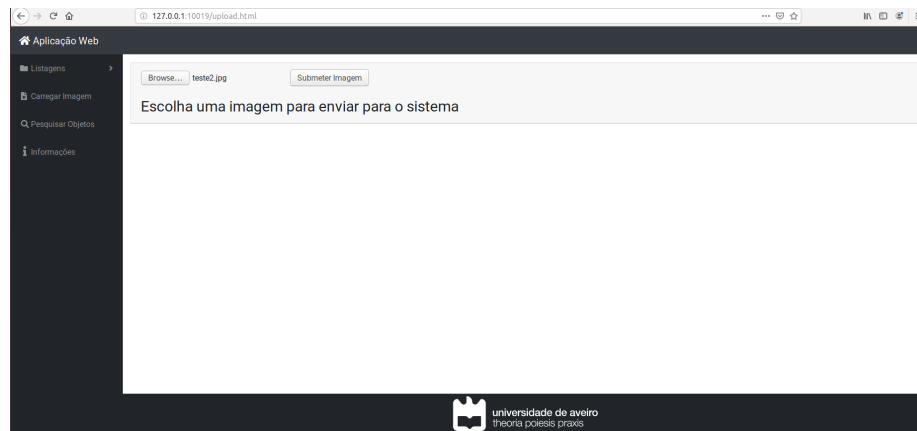 127.0.0.1:10019/upload.html
Aplicação Web
Listagens
Carregar Imagem
Pesquisar Objetos
Informações
Browse... teste2.jpg Submeter Imagem
Escolha uma imagem para enviar para o sistema
universidade de aveiro
theoria poiesis praxis